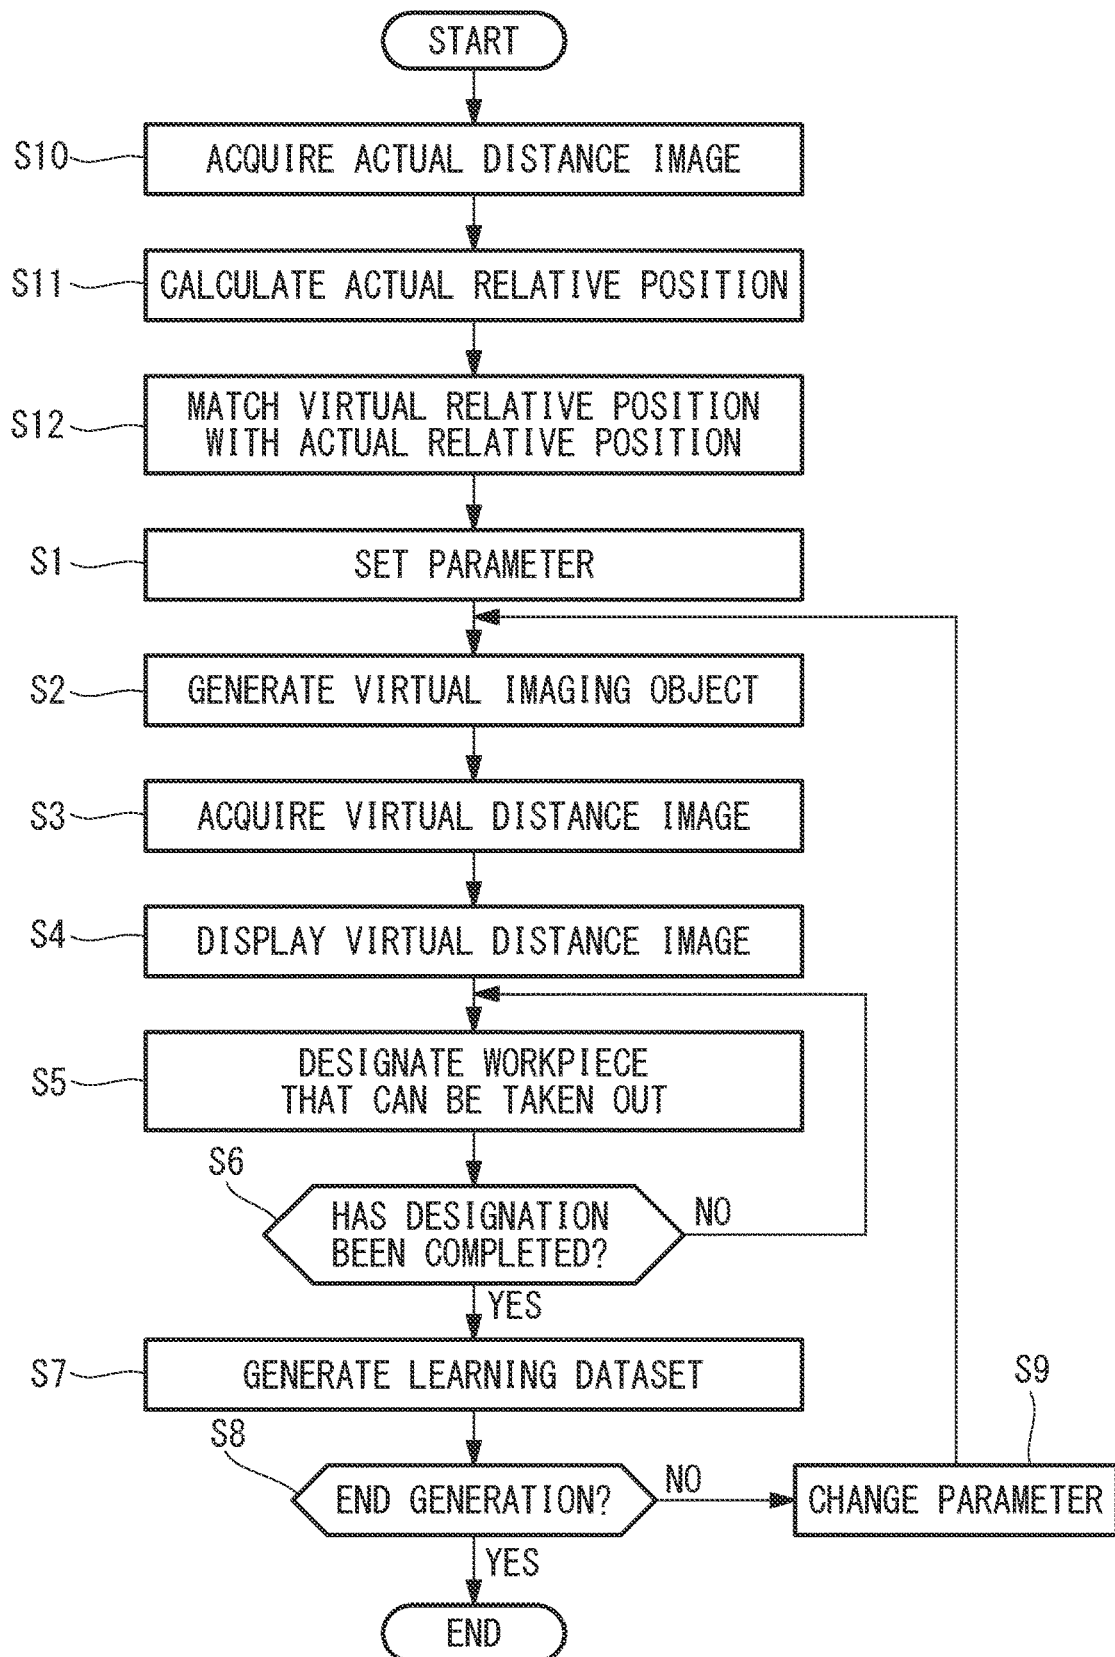 START
S10
ACQUIRE ACTUAL DISTANCE IMAGE
S11
CALCULATE ACTUAL RELATIVE POSITION
S12
MATCH VIRTUAL RELATIVE POSITION
WITH ACTUAL RELATIVE POSITION
S1
SET PARAMETER
S2
GENERATE VIRTUAL IMAGING OBJECT
S3
ACQUIRE VIRTUAL DISTANCE IMAGE
S4
DISPLAY VIRTUAL DISTANCE IMAGE
S5
DESIGNATE WORKPIECE
THAT CAN BE TAKEN OUT
S6
HAS DESIGNATION
BEEN COMPLETED?
NO
YES
S7
GENERATE LEARNING DATASET
S8
END GENERATION?
NO
S9
CHANGE PARAMETER
YES
END